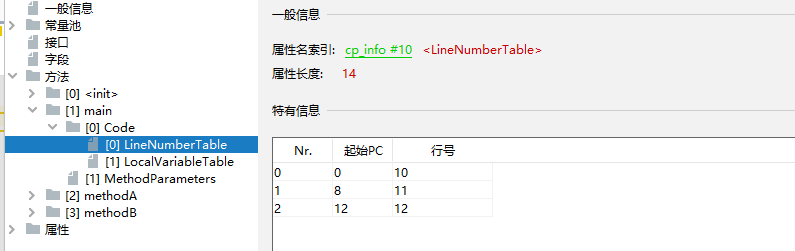 一般信息
常量池
接口
字段
方法
[0] <init>
[1] main
[0] Code
[0] LineNumberTable
[1] LocalVariableTable
[1] MethodParameters
[2] methodA
[3] methodB
属性
一般信息
属性名索引: cp_info #10 <LineNumberTable>
属性长度: 14
特有信息
Nr. 起始PC 行号
0 0 10
1 8 11
2 12 12